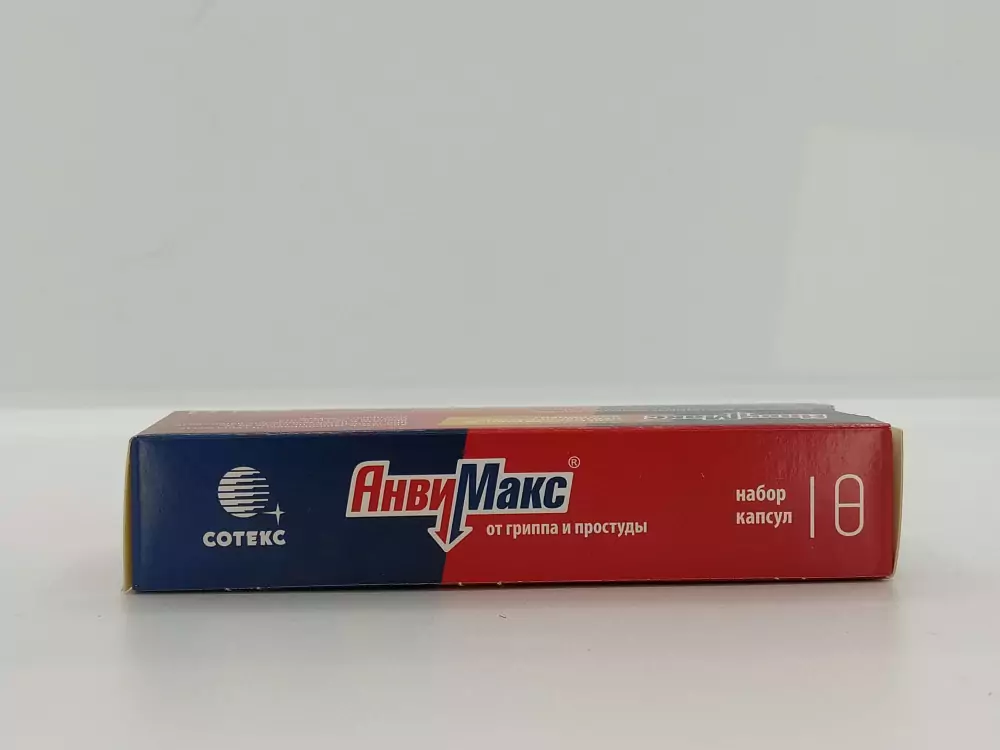 СОТЕКС
АнвиМакс®
от гриппа и простуды
набор
капсул